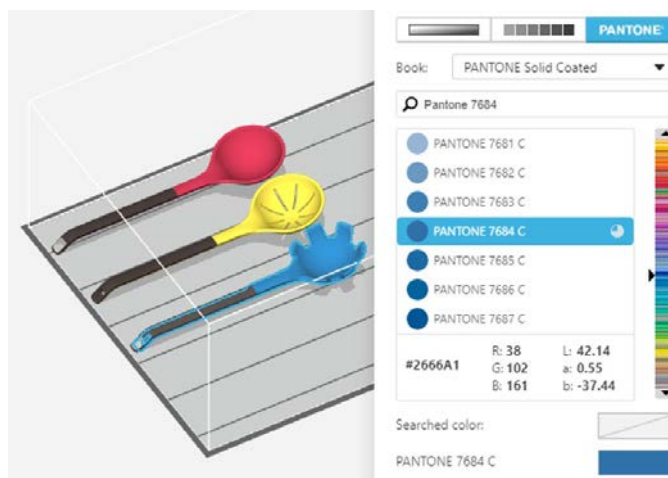 PANTONE®
Book: PANTONE Solid Coated
Pantone 7684
PANTONE 7681 C
PANTONE 7682 C
PANTONE 7683 C
PANTONE 7684 C
PANTONE 7685 C
PANTONE 7686 C
PANTONE 7687 C
#2666A1 R: 38 L: 42.14
G: 102 a: 0.55
B: 161 b: -37.44
Searched color:
PANTONE 7684 C